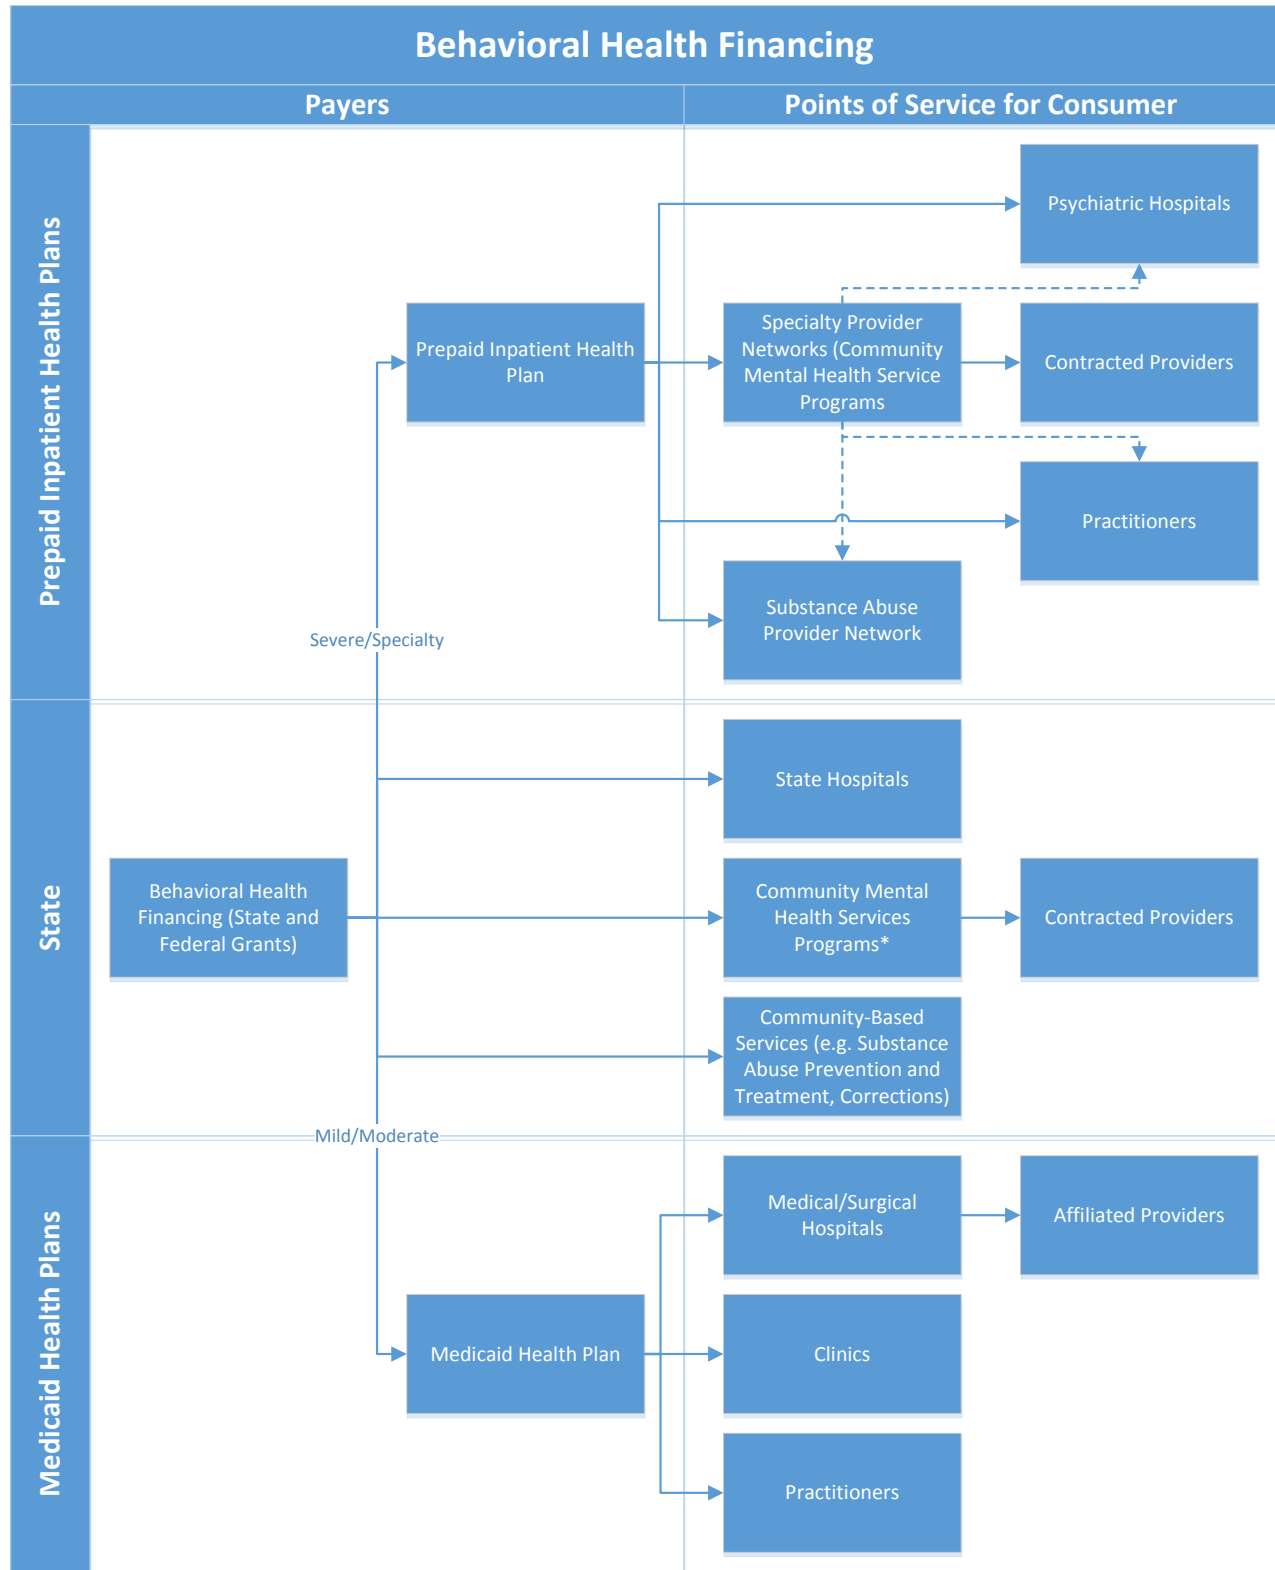 Behavioral Health Financing
Payers
Points of Service for Consumer
Prepaid Inpatient Health Plans
Psychiatric Hospitals
Prepaid Inpatient Health
Plan
Specialty Provider
Networks (Community
Mental Health Service
Programs
Contracted Providers
Practitioners
Substance Abuse
Provider Network
Severe/Specialty
State
State Hospitals
Behavioral Health
Financing (State and
Federal Grants)
Community Mental
Health Services
Programs*
Contracted Providers
Community-Based
Services (e.g. Substance
Abuse Prevention and
Treatment, Corrections)
Mild/Moderate
Medicaid Health Plans
Medical/Surgical
Hospitals
Affiliated Providers
Medicaid Health Plan
Clinics
Practitioners